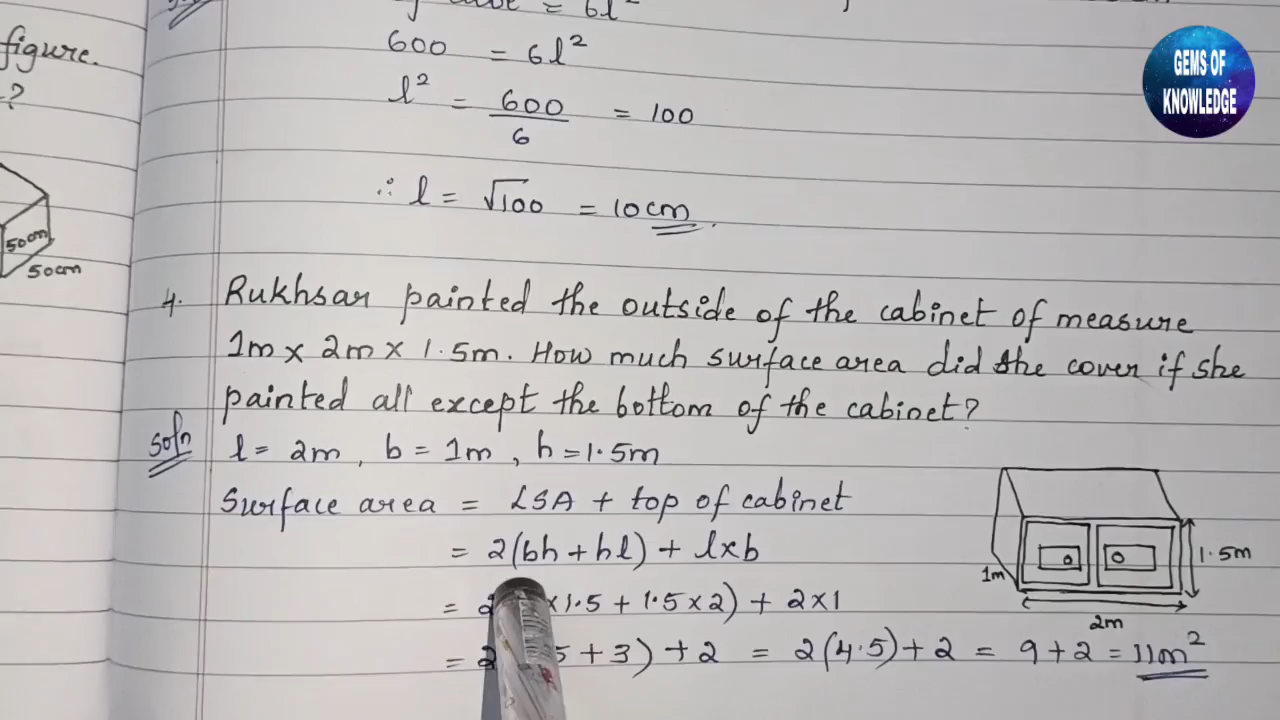 = 6l²
figure.
600 = 6l²
?
l² = 600/6 = 100
∴ l = √100 = 10cm.
50cm
50cm
4. Rukhsar painted the outside of the cabinet of measure
1m x 2m x 1.5m. How much surface area did she cover if she
painted all except the bottom of the cabinet?
Soln l = 2m, b = 1m, h = 1.5m
Surface area = LSA + top of cabinet
= 2(bh + hl) + l×b
= 2 ×1.5 + 1.5×2) + 2×1
= 2 5 + 3) + 2 = 2(4.5) + 2 = 9 + 2 = 11m²
1.5m
1m
2m
GEMS OF
KNOWLEDGE